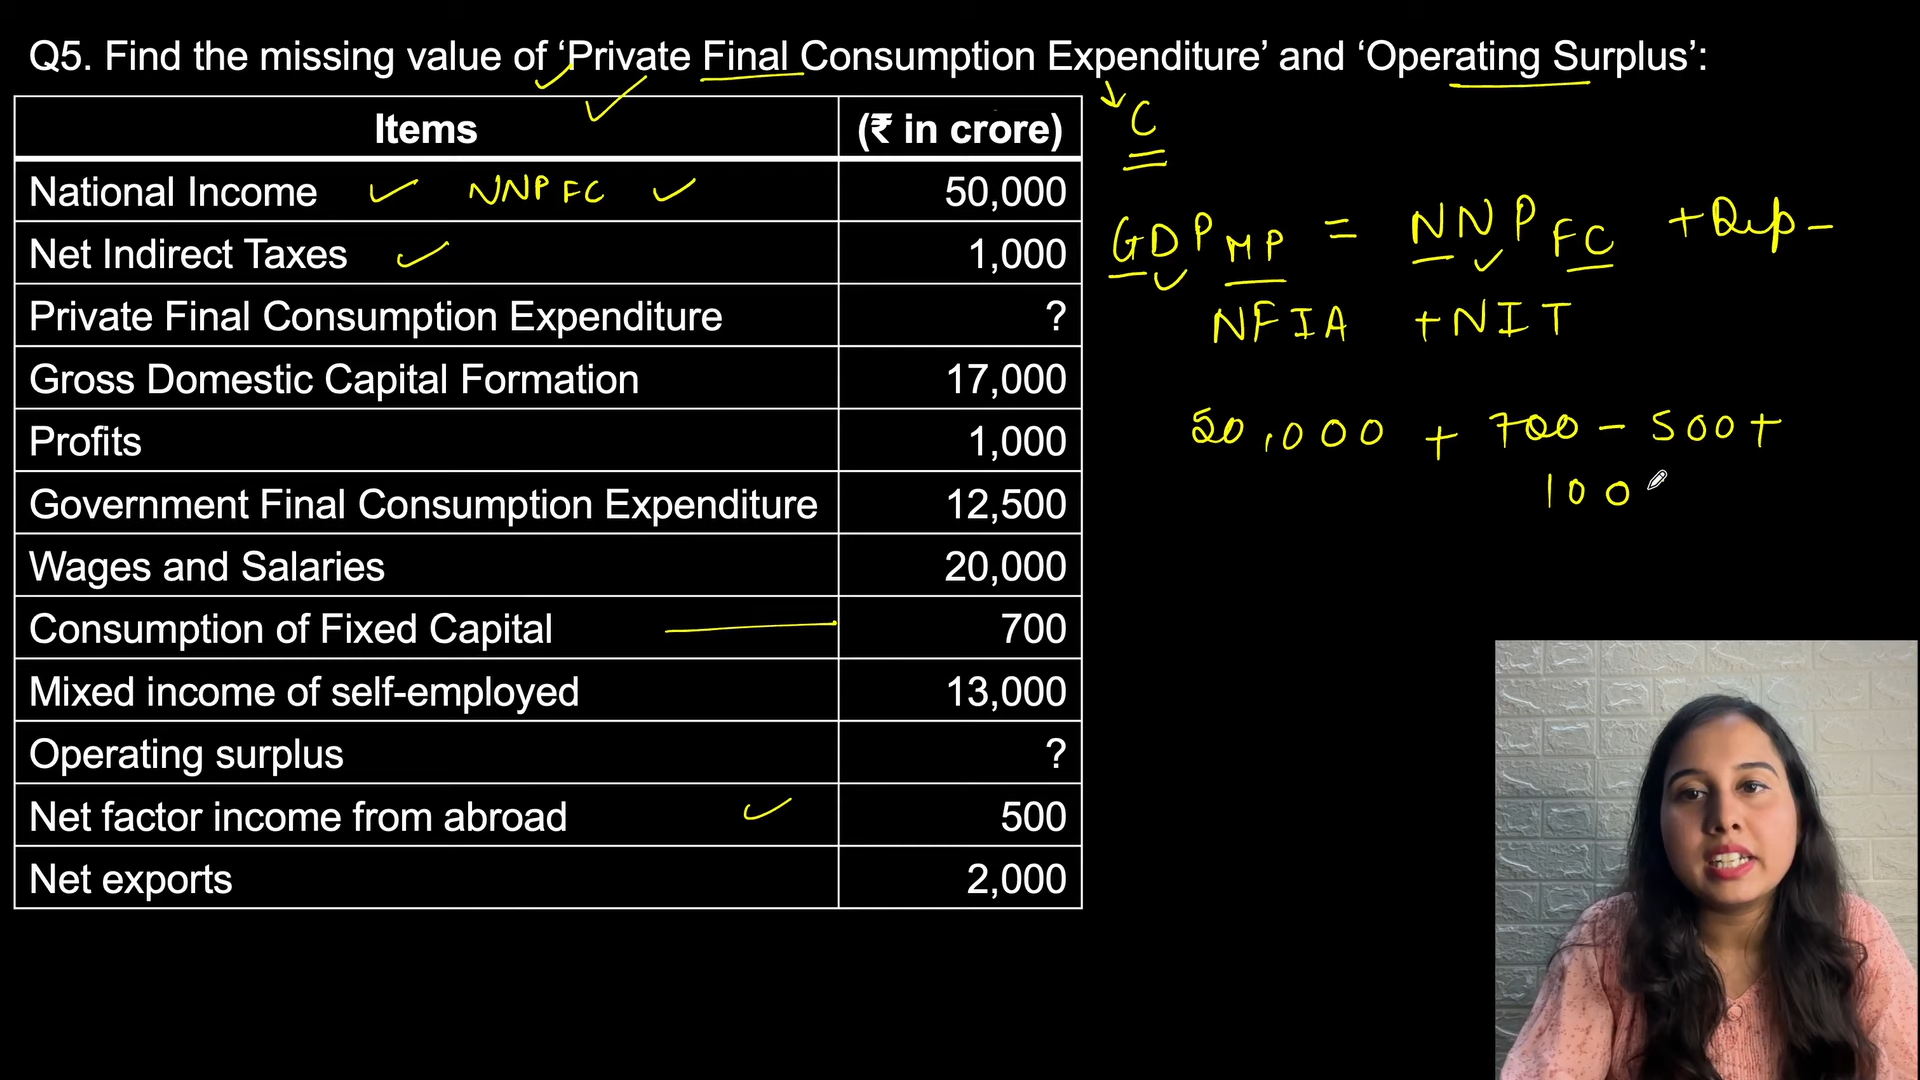 Q5. Find the missing value of ‘Private Final Consumption Expenditure’ and ‘Operating Surplus’:
Items (₹ in crore)
National Income NNP FC 50,000
Net Indirect Taxes 1,000
Private Final Consumption Expenditure ?
Gross Domestic Capital Formation 17,000
Profits 1,000
Government Final Consumption Expenditure 12,500
Wages and Salaries 20,000
Consumption of Fixed Capital 700
Mixed income of self-employed 13,000
Operating surplus ?
Net factor income from abroad 500
Net exports 2,000
C
GDP MP = NNP FC + Dep -
NFIA + NIT
50,000 + 700 - 500 +
100